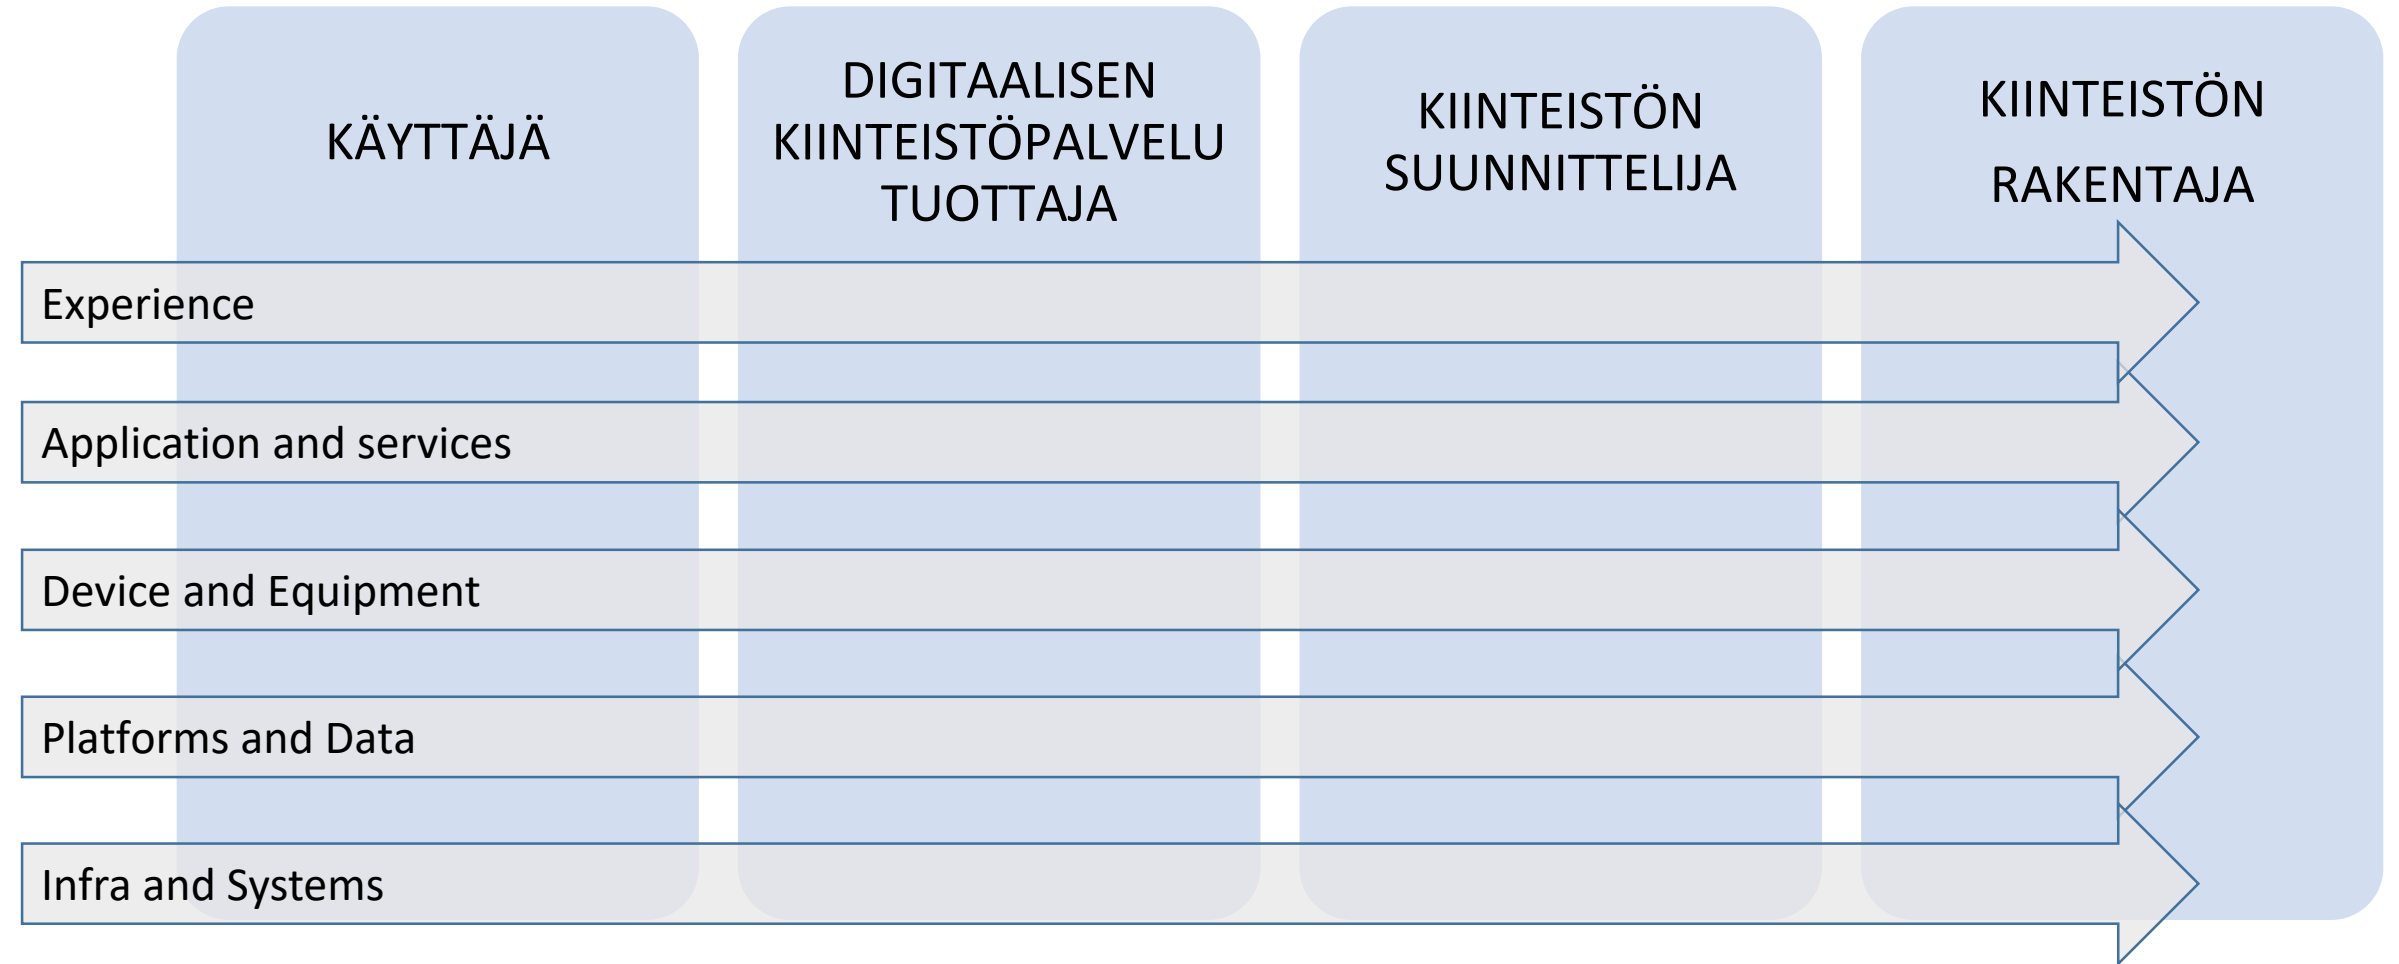 KÄYTTÄJÄ
DIGITAALISEN
KIINTEISTÖPALVELU
TUOTTAJA
KIINTEISTÖN
SUUNNITTELIJA
KIINTEISTÖN
RAKENTAJA
Experience
Application and services
Device and Equipment
Platforms and Data
Infra and Systems